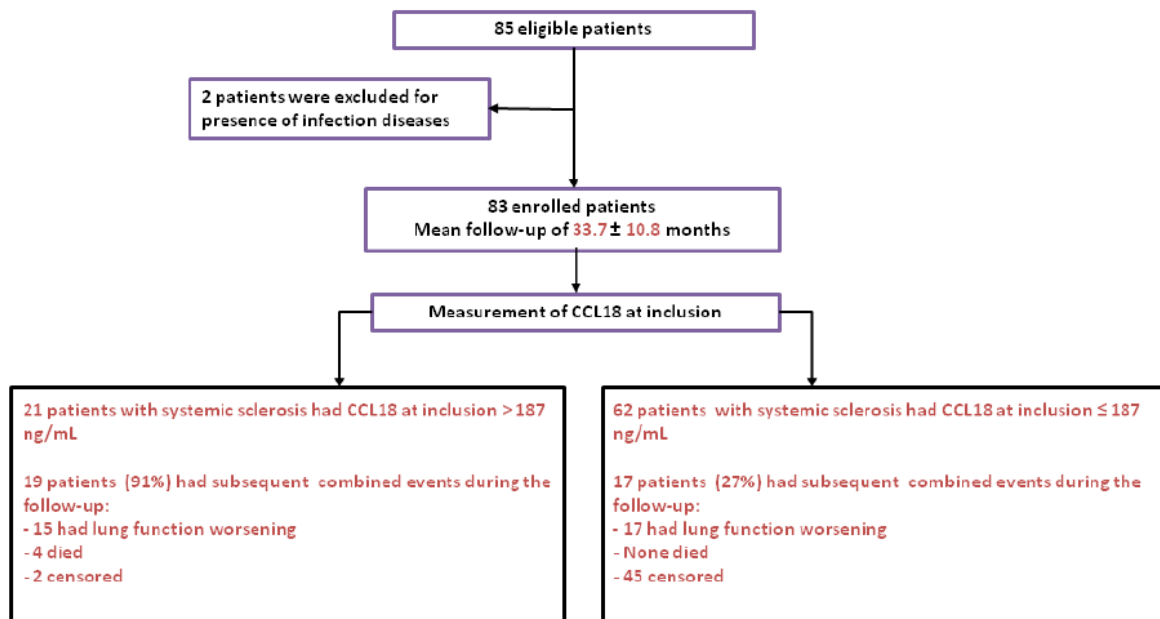 85 eligible patients
2 patients were excluded for
presence of infection diseases
83 enrolled patients
Mean follow-up of 33.7 ± 10.8 months
Measurement of CCL18 at inclusion
21 patients with systemic sclerosis had CCL18 at inclusion > 187
ng/mL
19 patients (91%) had subsequent combined events during the
follow-up:
- 15 had lung function worsening
- 4 died
- 2 censored
62 patients with systemic sclerosis had CCL18 at inclusion ≤ 187
ng/mL
17 patients (27%) had subsequent combined events during the
follow-up:
- 17 had lung function worsening
- None died
- 45 censored